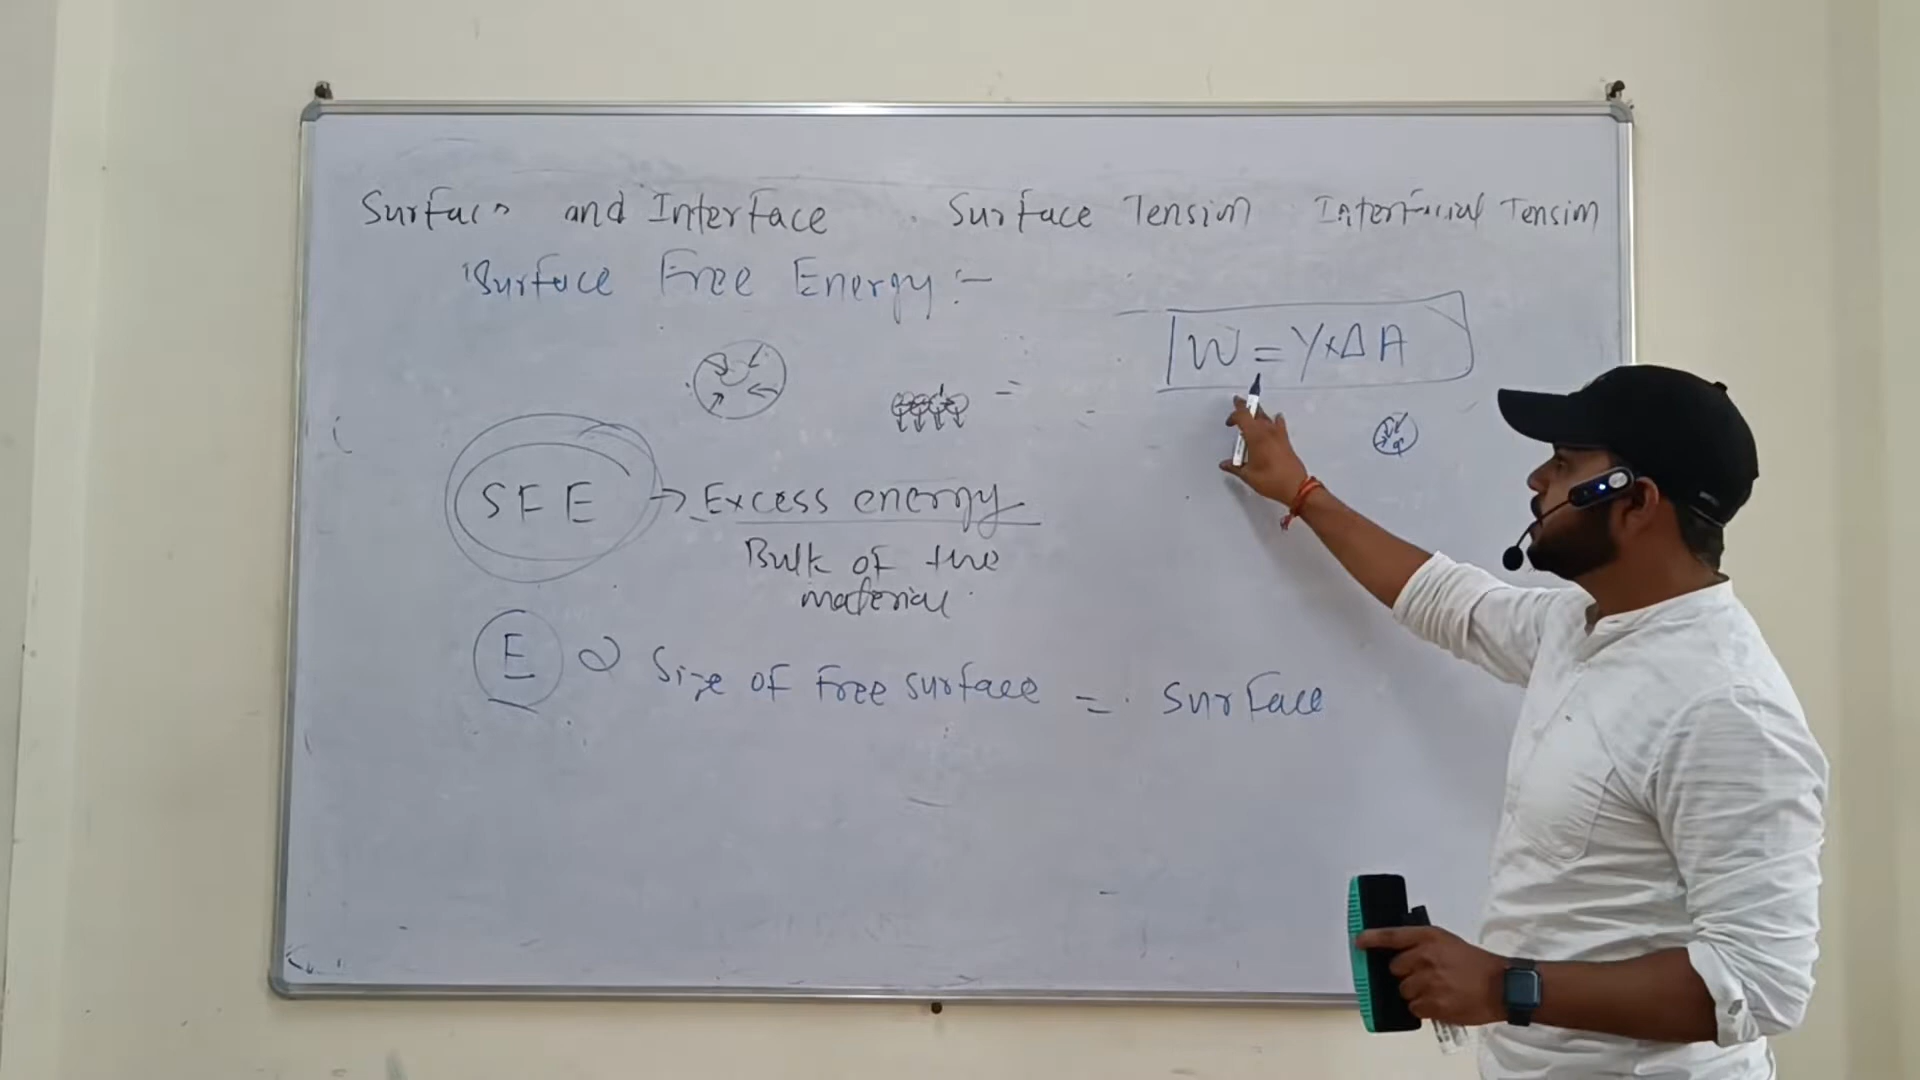 Surface and Interface Surface Tension Interfacial Tension
Surface Free Energy :-
W = γ × Δ A
SFE → Excess energy
Bulk of the
material.
E ∝ Size of Free surface = surface